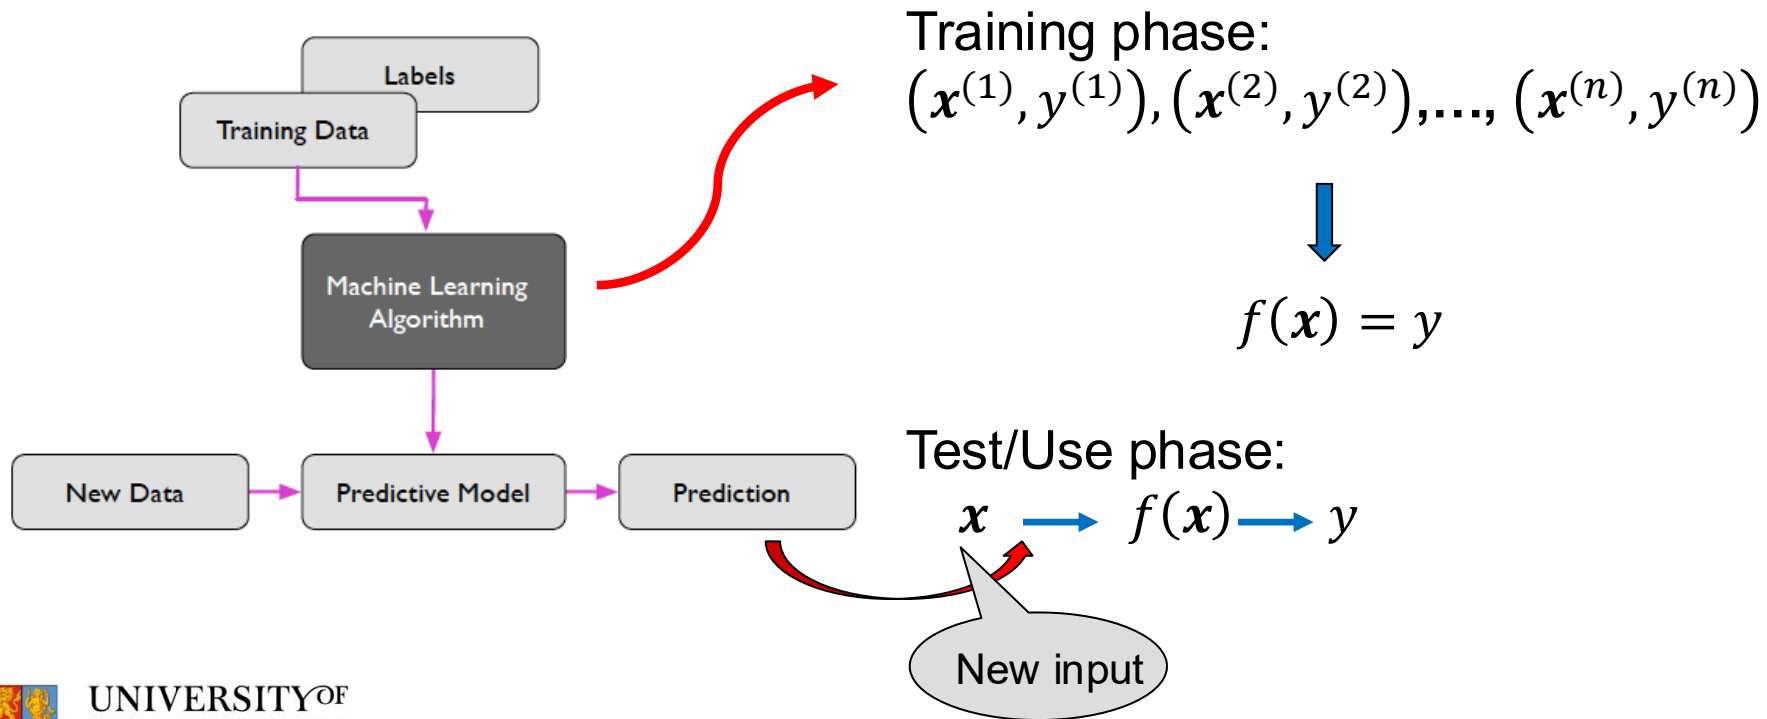 Labels
Training Data
Machine Learning
Algorithm
New Data
Predictive Model
Prediction
Training phase:
(𝒙⁽¹⁾, y⁽¹⁾), (𝒙⁽²⁾, y⁽²⁾),…, (𝒙⁽ⁿ⁾, y⁽ⁿ⁾)
f(𝒙) = y
Test/Use phase:
𝒙 → f(𝒙) → y
New input
UNIVERSITY OF